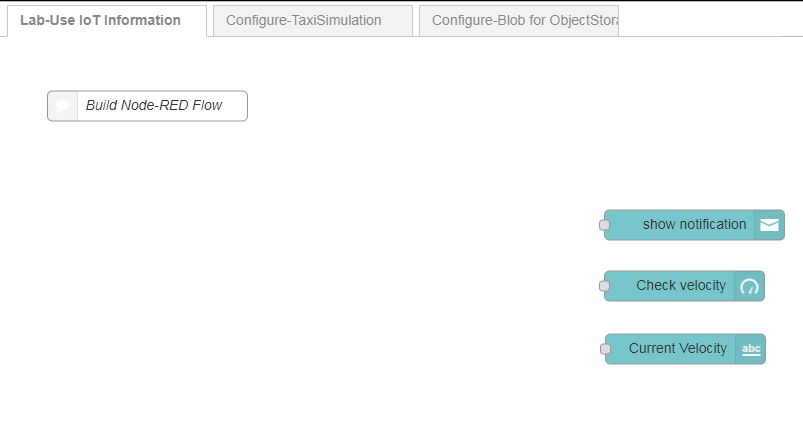 Lab-Use IoT Information
Configure-TaxiSimulation
Configure-Blob for ObjectStora
Build Node-RED Flow
show notification
Check velocity
Current Velocity
abc